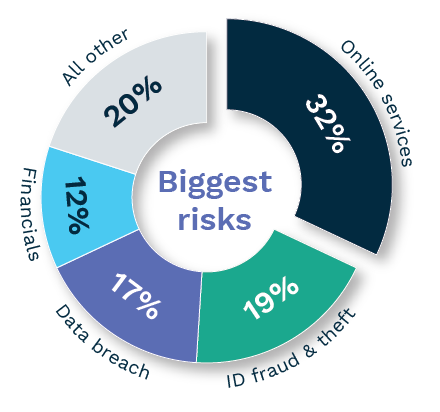 Biggest
risks
Online services
32%
ID fraud & theft
19%
Data breach
17%
Financials
12%
All other
20%